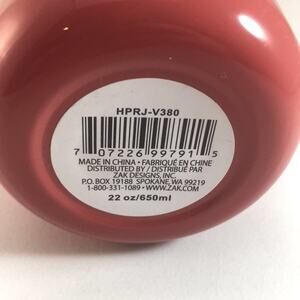 HPRJ-V380
7 07226 99791 5
MADE IN CHINA • FABRIQUÉ EN CHINE
DISTRIBUTED BY / DISTRIBUÉ PAR
ZAK DESIGNS, INC.
P.O. BOX 19188 SPOKANE, WA 99219
1-800-331-1089 • WWW.ZAK.COM
22 oz/650ml